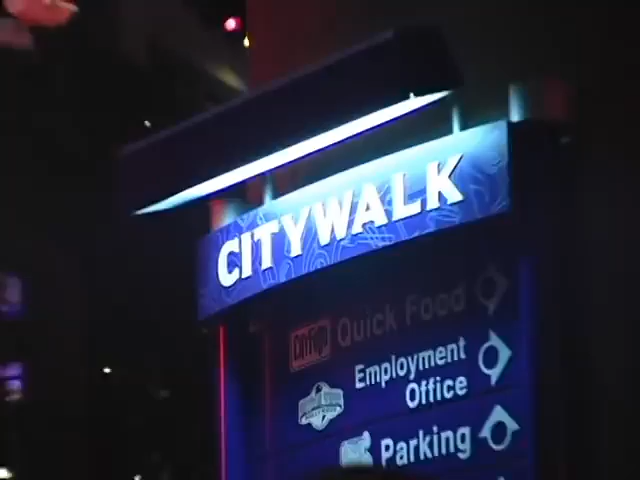 CITYWALK
Quick Food
Employment
Office
Parking